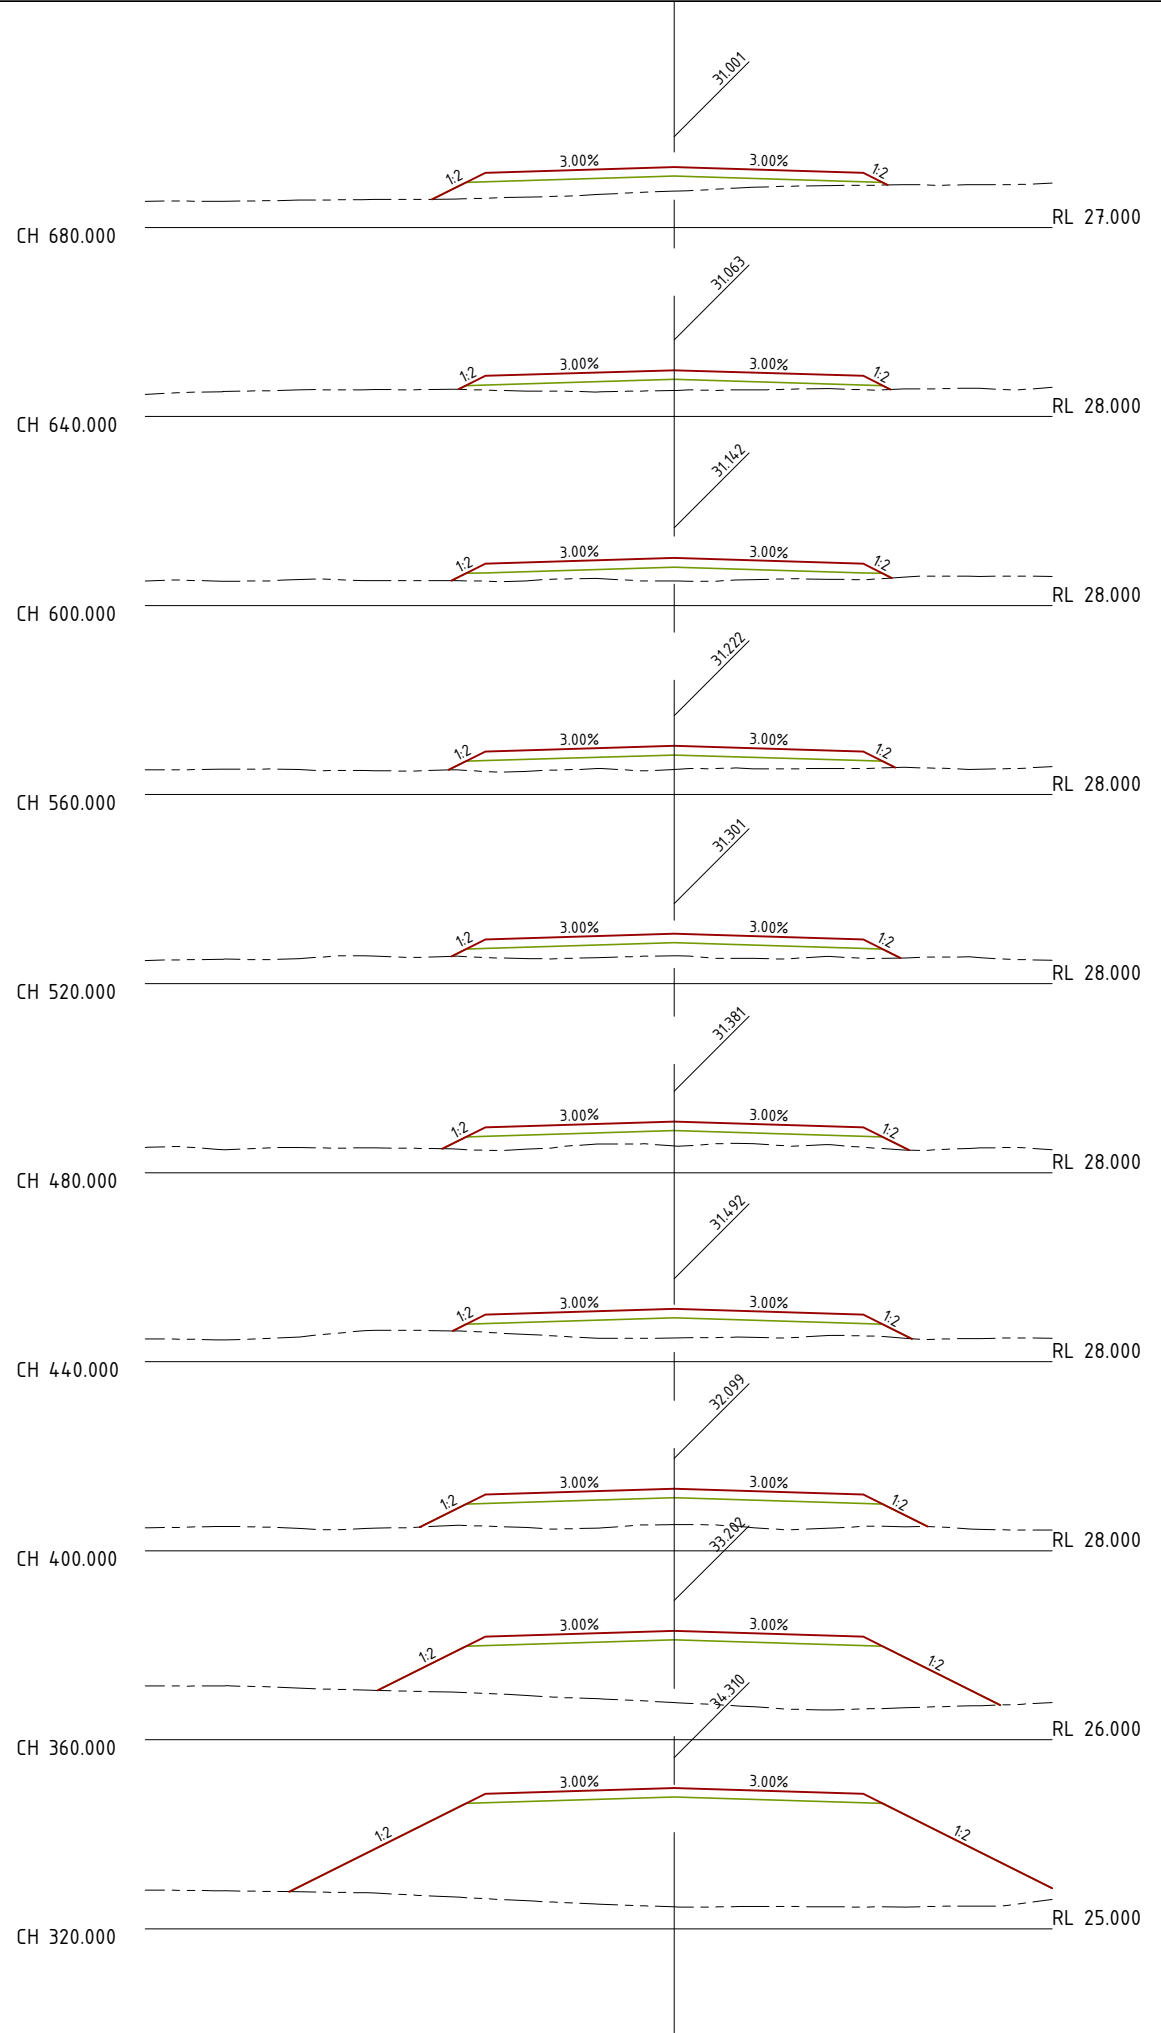 31.001
1:2
3.00%
3.00%
1:2
CH 680.000
RL 27.000
31.063
1:2
3.00%
3.00%
1:2
CH 640.000
RL 28.000
31.142
1:2
3.00%
3.00%
1:2
CH 600.000
RL 28.000
31.222
1:2
3.00%
3.00%
1:2
CH 560.000
RL 28.000
31.301
1:2
3.00%
3.00%
1:2
CH 520.000
RL 28.000
31.381
1:2
3.00%
3.00%
1:2
CH 480.000
RL 28.000
31.492
1:2
3.00%
3.00%
1:2
CH 440.000
RL 28.000
32.099
1:2
3.00%
3.00%
1:2
CH 400.000
RL 28.000
33.202
1:2
3.00%
3.00%
1:2
CH 360.000
RL 26.000
34.310
1:2
3.00%
3.00%
1:2
CH 320.000
RL 25.000